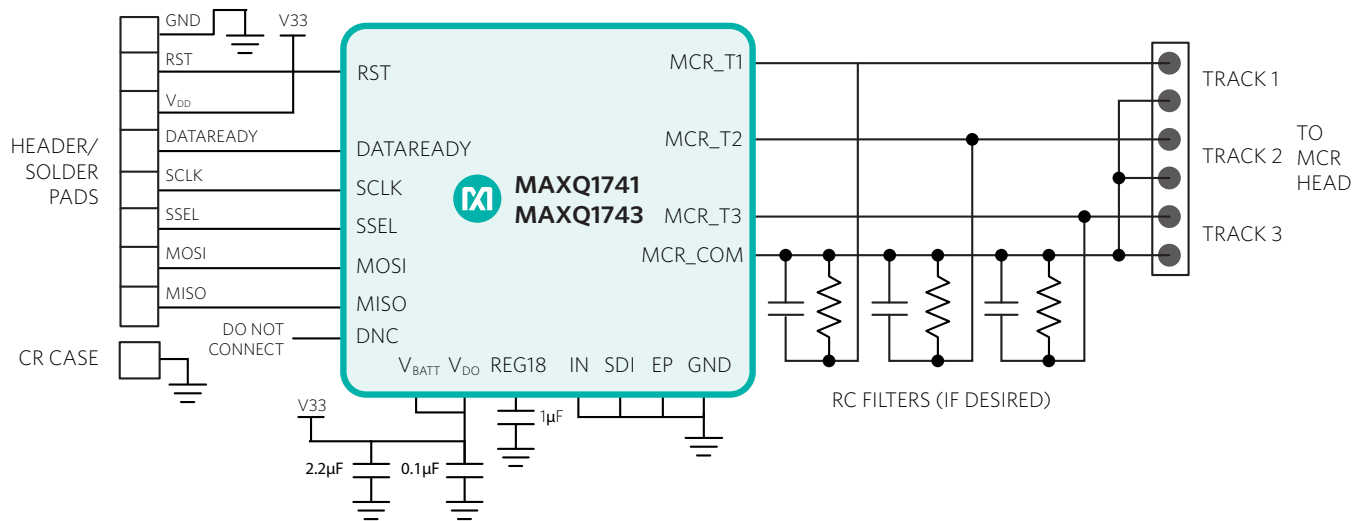 GND
V33
RST
VDD
DATAREADY
SCLK
SSEL
MOSI
MISO
HEADER/
SOLDER
PADS
DO NOT
CONNECT
CR CASE
RST
DATAREADY
SCLK
SSEL
MOSI
MISO
DNC
MAXQ1741
MAXQ1743
MCR_T1
MCR_T2
MCR_T3
MCR_COM
VBATT VDO REG18 IN SDI EP GND
V33
2.2µF
0.1µF
1µF
TRACK 1
TRACK 2
TRACK 3
TO
MCR
HEAD
RC FILTERS (IF DESIRED)